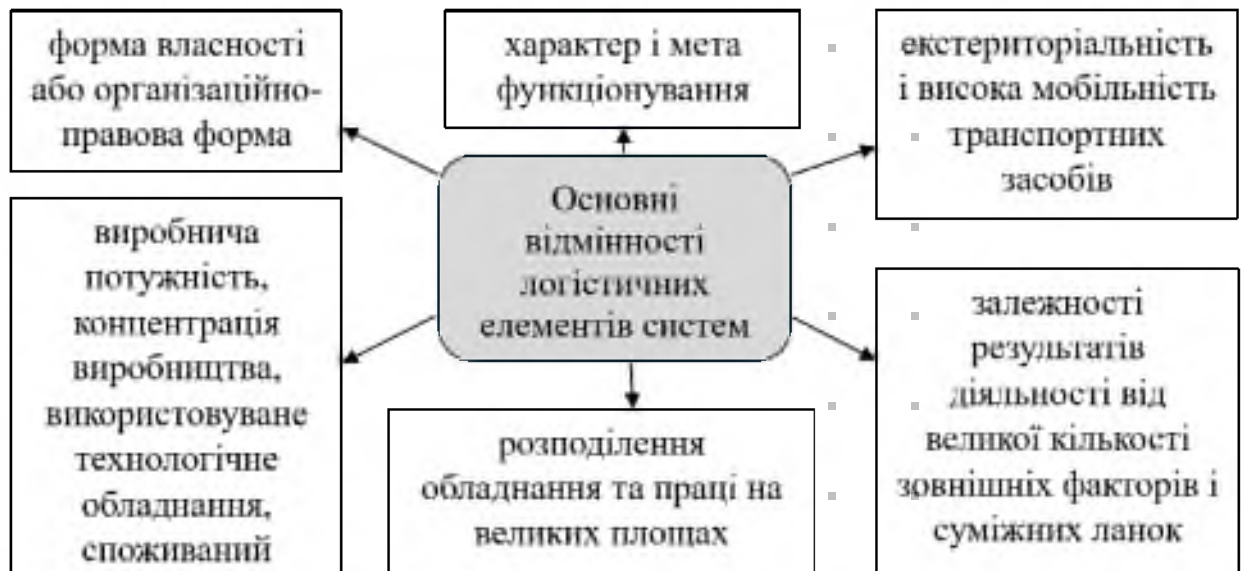 форма власності
або організаційно-
правова форма
характер і мета
функціонування
екстериторіальність
і висока мобільність
транспортних
засобів
Основні
відмінності
логістичних
елементів систем
виробнича
потужність,
концентрація
виробництва,
використовуване
технологічне
обладнання,
споживаний
розподілення
обладнання та праці на
великих площах
залежності
результатів
діяльності від
великої кількості
зовнішніх факторів і
суміжних ланок